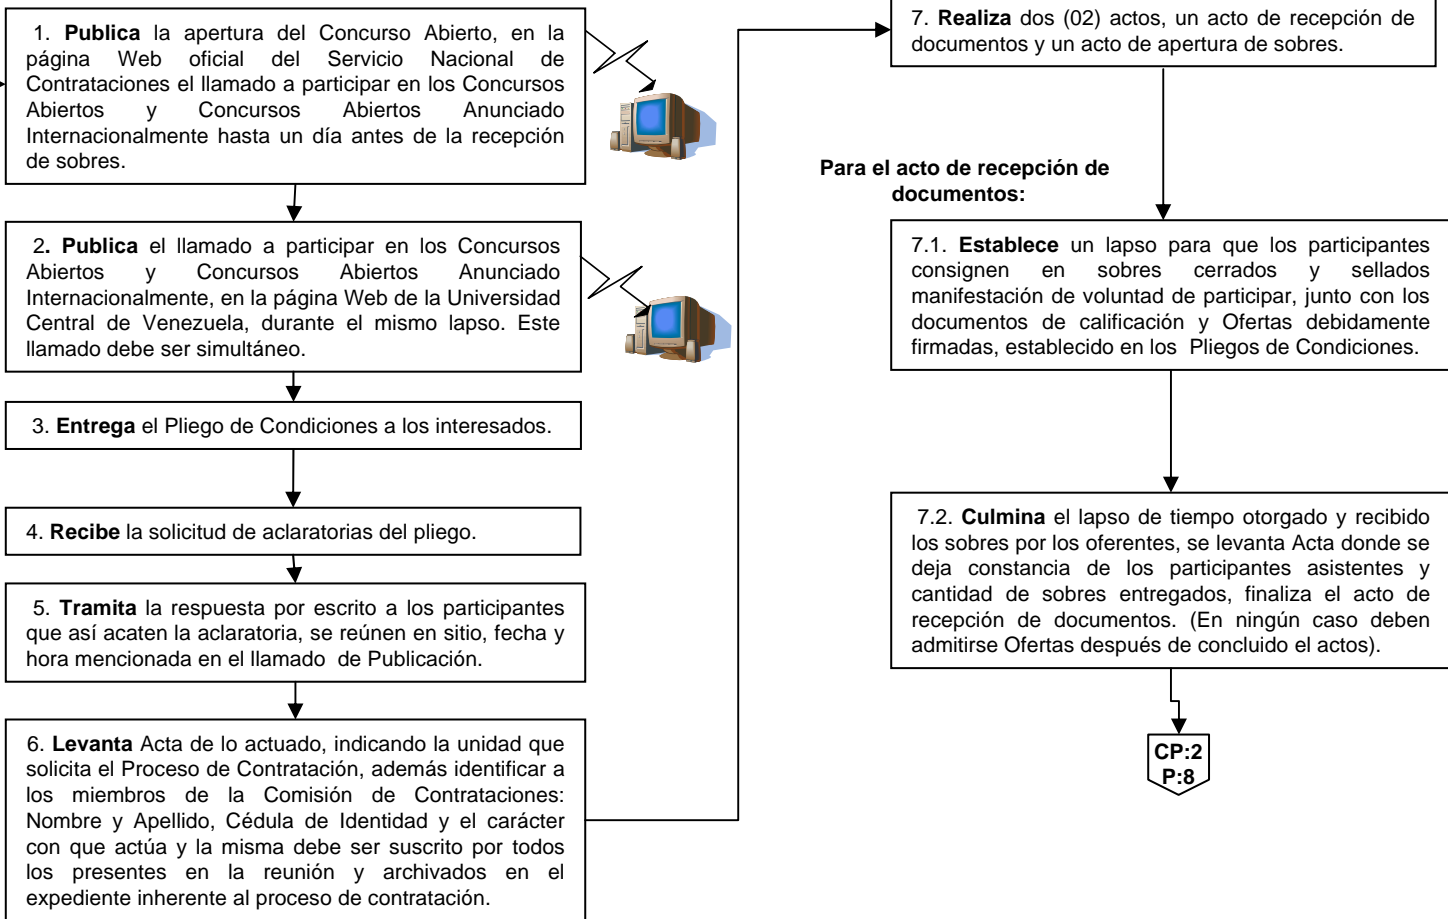 1. Publica la apertura del Concurso Abierto, en la
página Web oficial del Servicio Nacional de
Contrataciones el llamado a participar en los Concursos
Abiertos y Concursos Abiertos Anunciado
Internacionalmente hasta un día antes de la recepción
de sobres.
2. Publica el llamado a participar en los Concursos
Abiertos y Concursos Abiertos Anunciado
Internacionalmente, en la página Web de la Universidad
Central de Venezuela, durante el mismo lapso. Este
llamado debe ser simultáneo.
3. Entrega el Pliego de Condiciones a los interesados.
4. Recibe la solicitud de aclaratorias del pliego.
5. Tramita la respuesta por escrito a los participantes
que así acaten la aclaratoria, se reúnen en sitio, fecha y
hora mencionada en el llamado de Publicación.
6. Levanta Acta de lo actuado, indicando la unidad que
solicita el Proceso de Contratación, además identificar a
los miembros de la Comisión de Contrataciones:
Nombre y Apellido, Cédula de Identidad y el carácter
con que actúa y la misma debe ser suscrito por todos
los presentes en la reunión y archivados en el
expediente inherente al proceso de contratación.
7. Realiza dos (02) actos, un acto de recepción de
documentos y un acto de apertura de sobres.
Para el acto de recepción de
documentos:
7.1. Establece un lapso para que los participantes
consignen en sobres cerrados y sellados
manifestación de voluntad de participar, junto con los
documentos de calificación y Ofertas debidamente
firmadas, establecido en los Pliegos de Condiciones.
7.2. Culmina el lapso de tiempo otorgado y recibido
los sobres por los oferentes, se levanta Acta donde se
deja constancia de los participantes asistentes y
cantidad de sobres entregados, finaliza el acto de
recepción de documentos. (En ningún caso deben
admitirse Ofertas después de concluido el actos).
CP:2
P:8